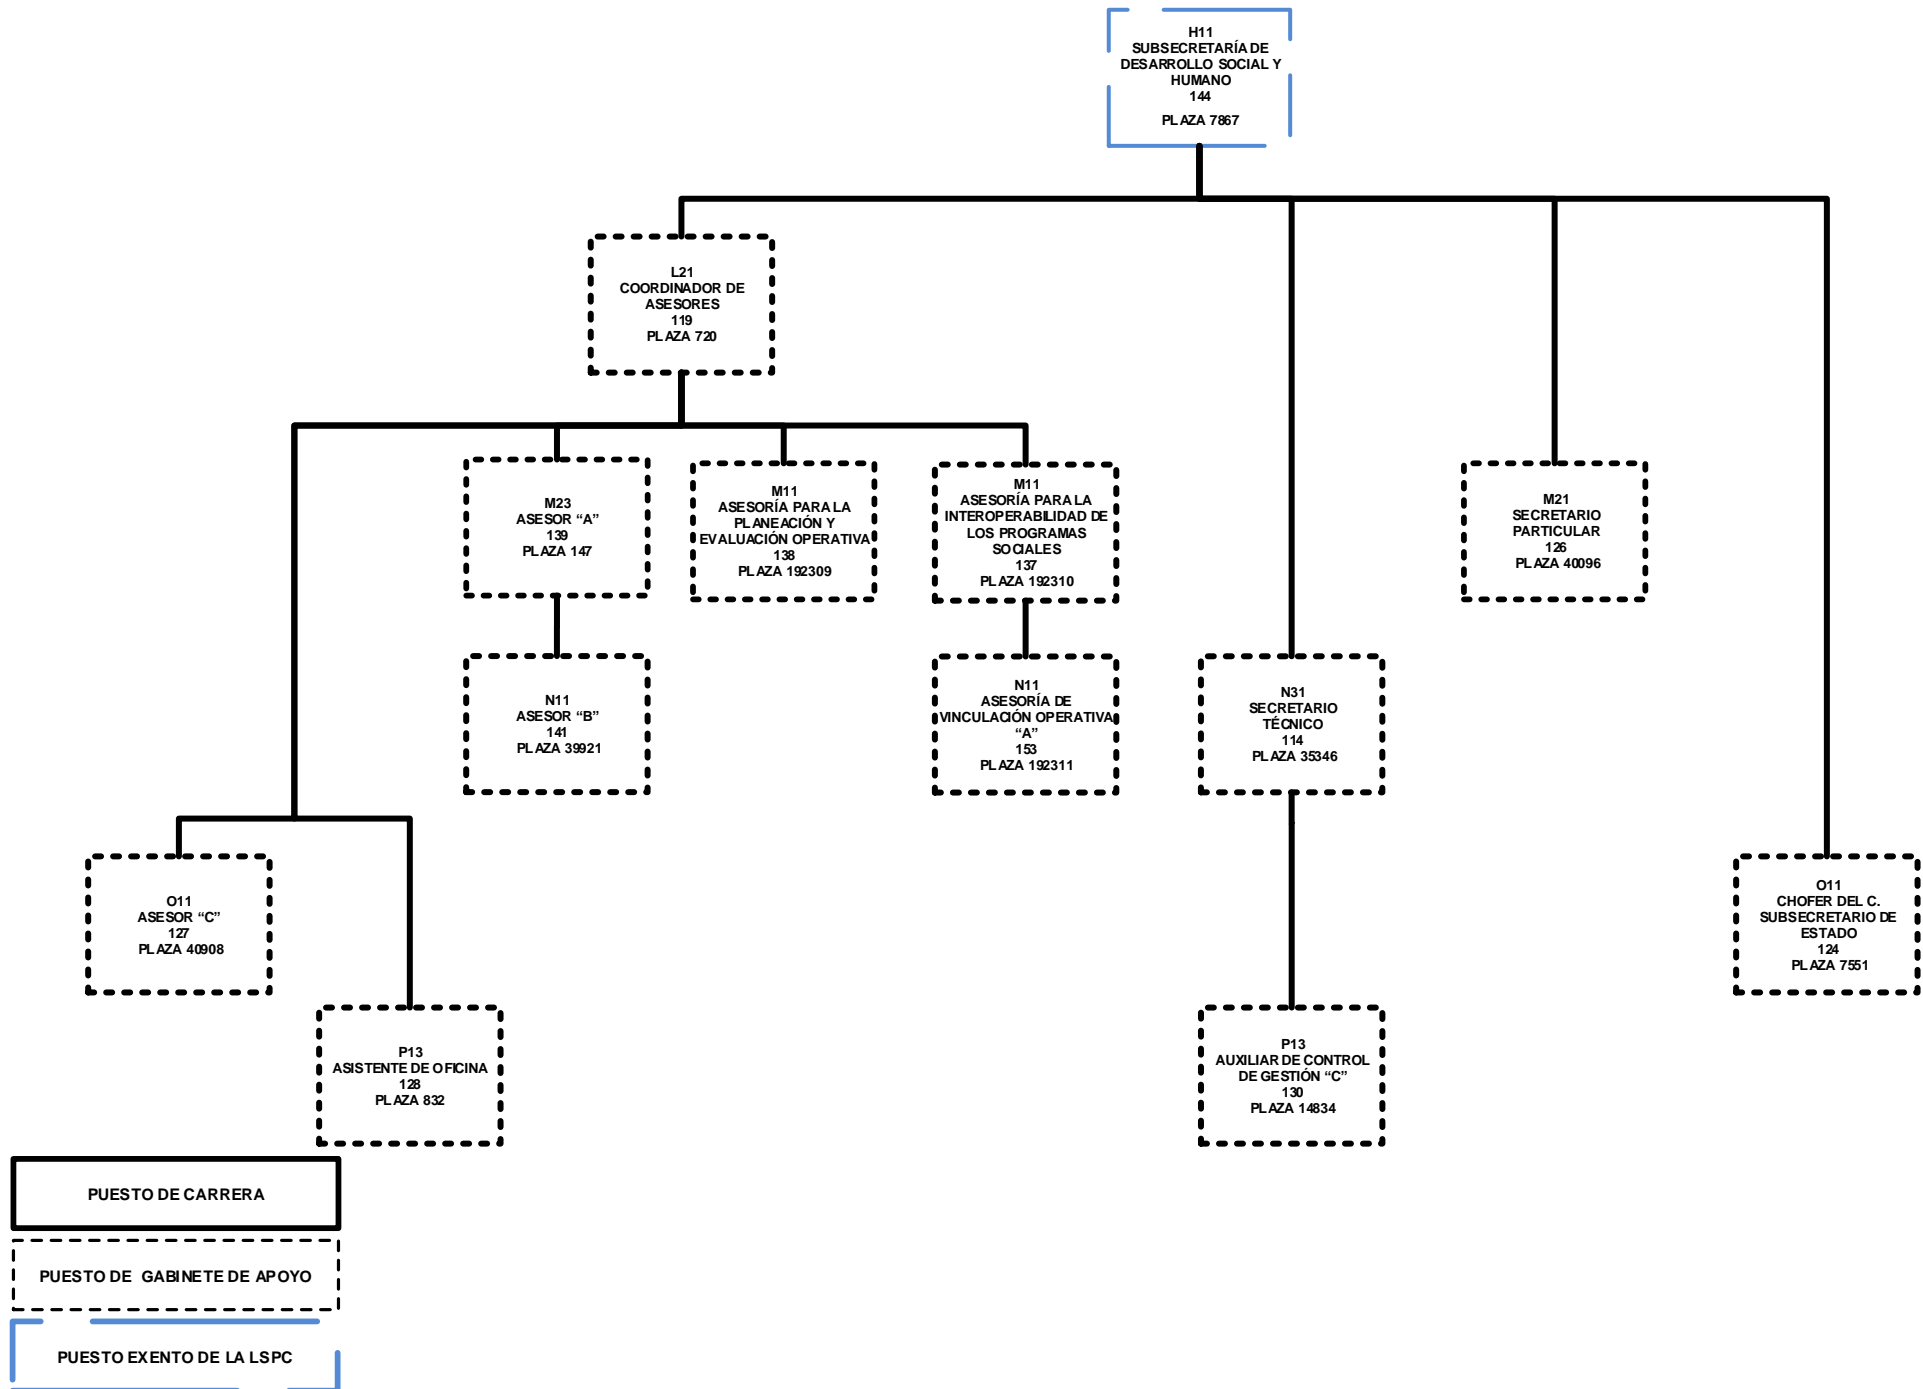 H11
SUBSECRETARÍA DE
DESARROLLO SOCIAL Y
HUMANO
144
PLAZA 7867
L21
COORDINADOR DE
ASESORES
119
PLAZA 720
M23
ASESOR “A”
139
PLAZA 147
M11
ASESORÍA PARA LA
PLANEACIÓN Y
EVALUACIÓN OPERATIVA
138
PLAZA 192309
M11
ASESORÍA PARA LA
INTEROPERABILIDAD DE
LOS PROGRAMAS
SOCIALES
137
PLAZA 192310
M21
SECRETARIO
PARTICULAR
126
PLAZA 40096
N11
ASESOR “B”
141
PLAZA 39921
N11
ASESORÍA DE
VINCULACIÓN OPERATIVA
“A”
153
PLAZA 192311
N31
SECRETARIO
TÉCNICO
114
PLAZA 35346
O11
ASESOR “C”
127
PLAZA 40908
O11
CHOFER DEL C.
SUBSECRETARIO DE
ESTADO
124
PLAZA 7551
P13
ASISTENTE DE OFICINA
128
PLAZA 832
P13
AUXILIAR DE CONTROL
DE GESTIÓN “C”
130
PLAZA 14834
PUESTO DE CARRERA
PUESTO DE GABINETE DE APOYO
PUESTO EXENTO DE LA LSPC